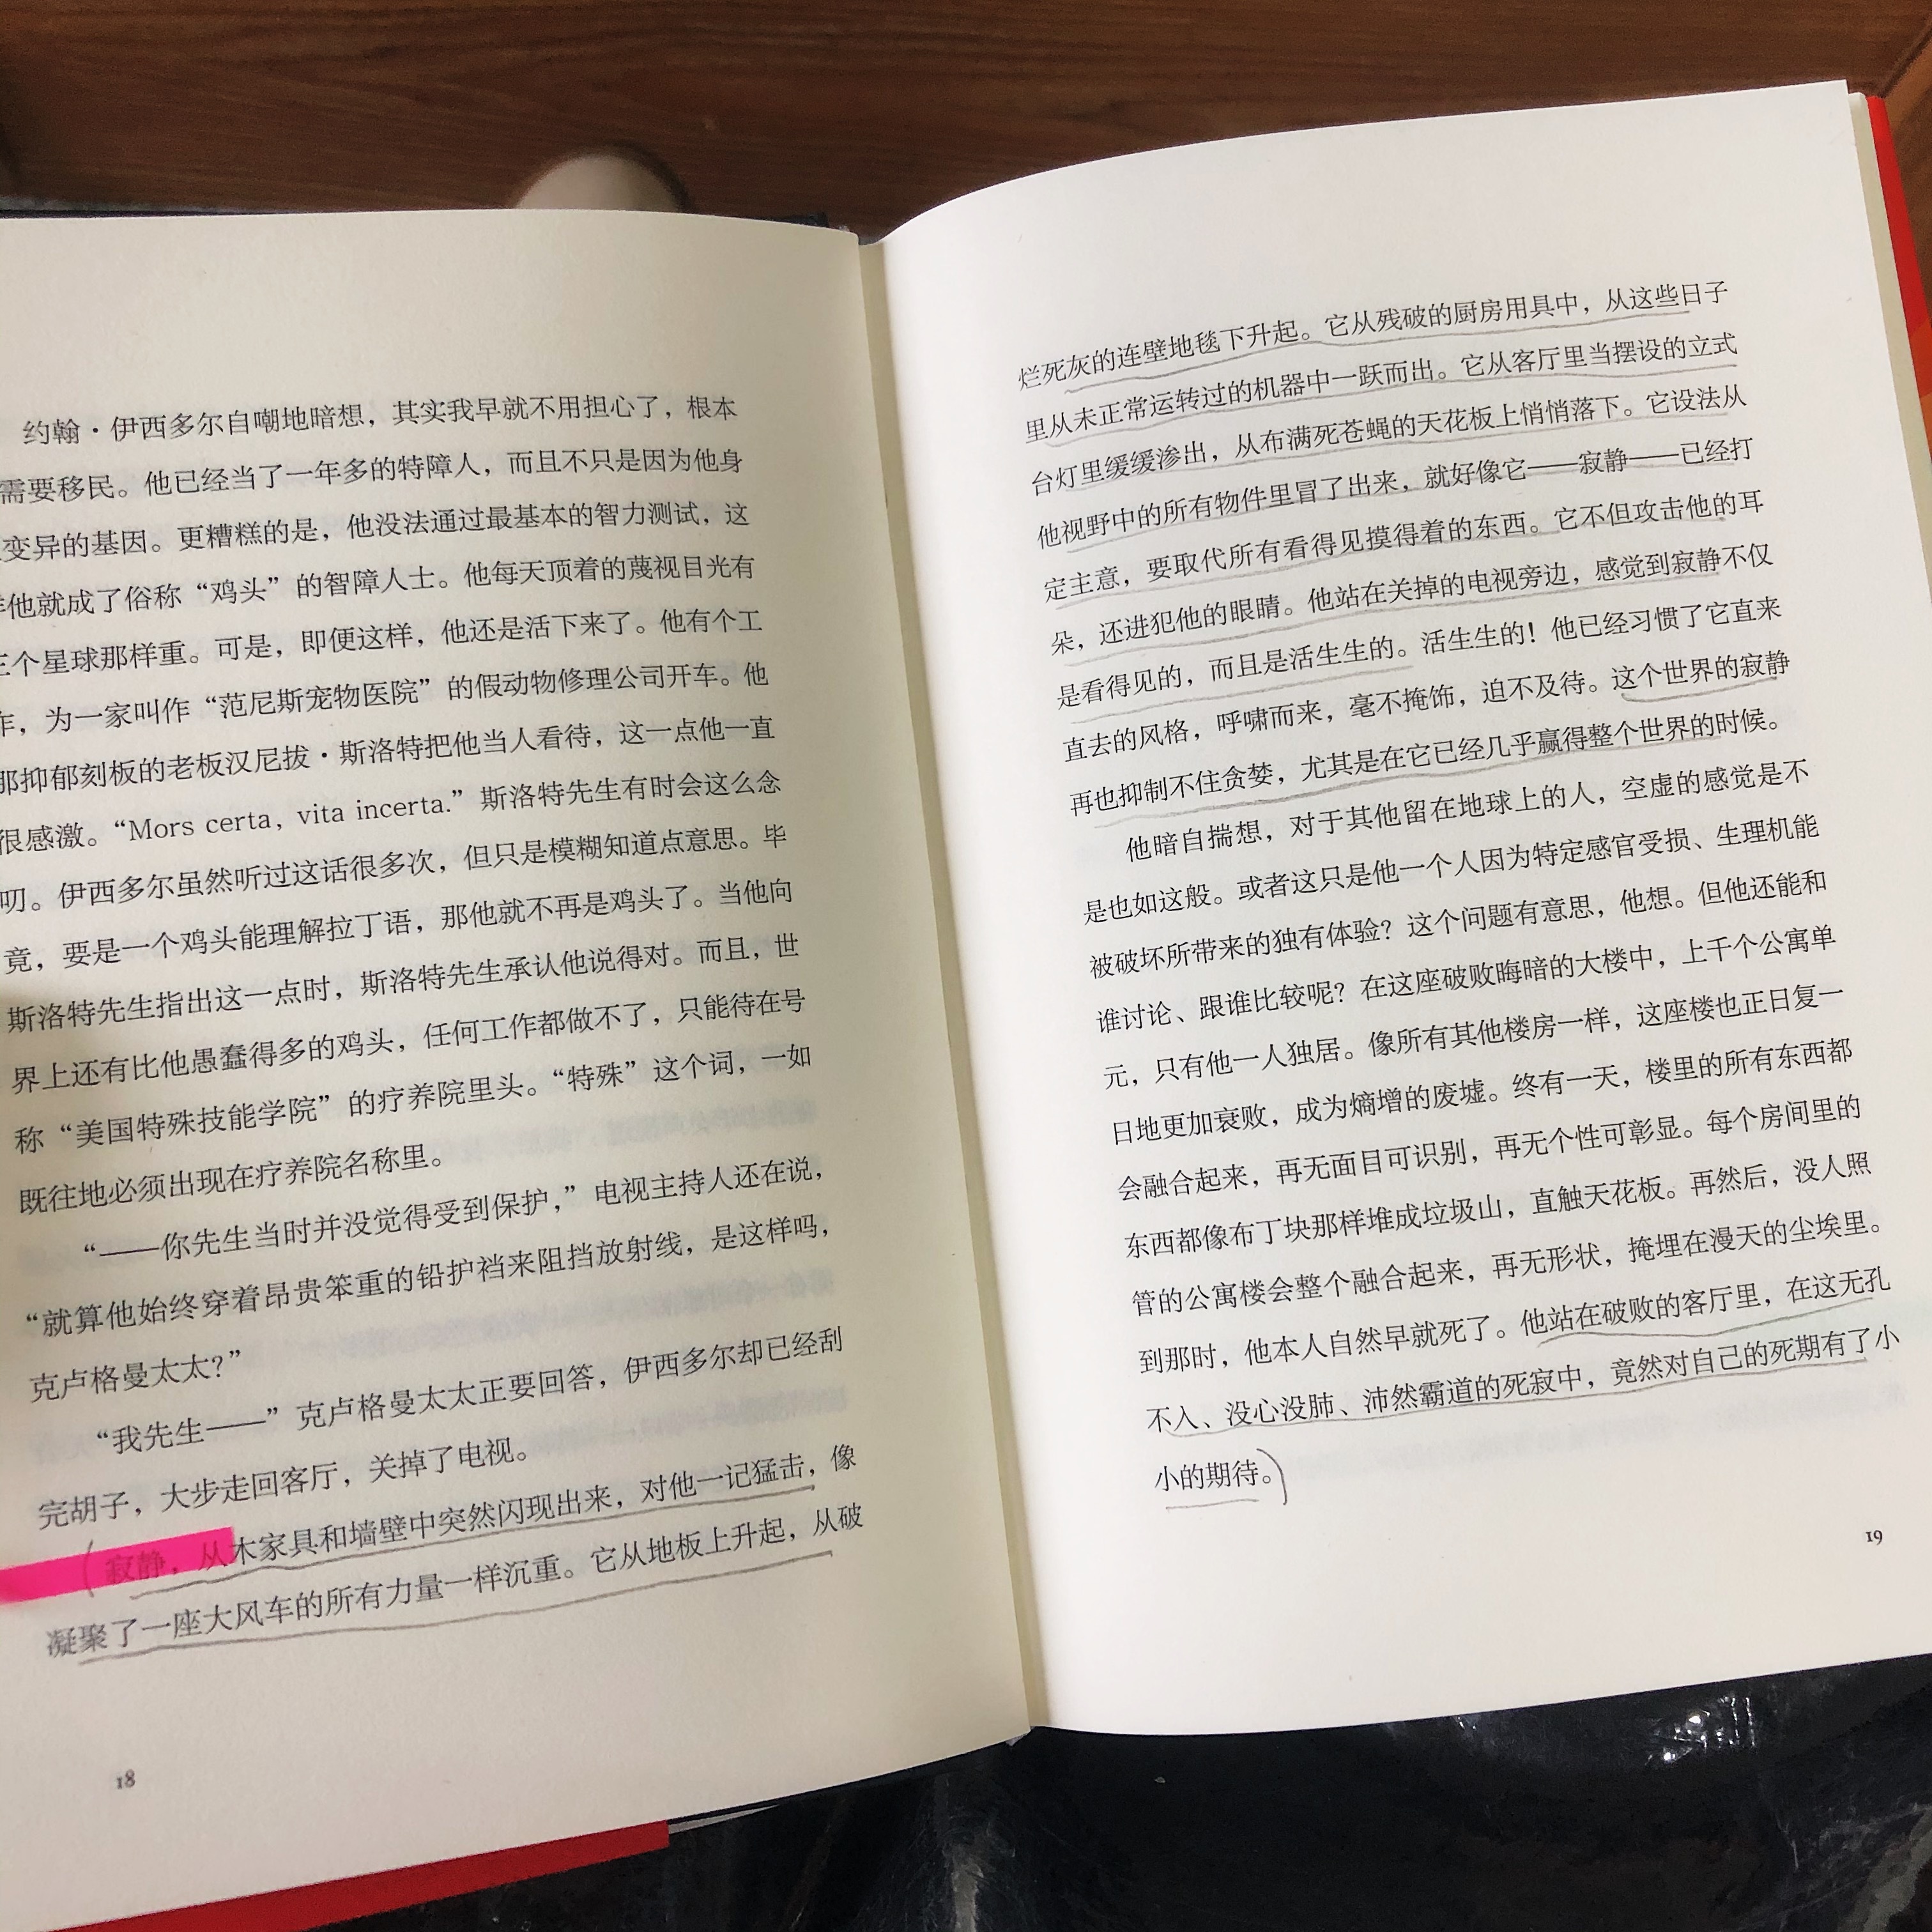 约翰·伊西多尔自嘲地暗想，其实我早就不用担心了，根本
需要移民。他已经当了一年多的特障人，而且不只是因为他身
变异的基因。更糟糕的是，他没法通过最基本的智力测试，这
他就成了俗称“鸡头”的智障人士。他每天顶着的蔑视目光有
三个星球那样重。可是，即便这样，他还是活下来了。他有个工
作，为一家叫作“范尼斯宠物医院”的假动物修理公司开车。他
那抑郁刻板的老板汉尼拔·斯洛特把他当人看待，这一点他一直
很感激。“Mors certa, vita incerta.”斯洛特先生有时会这么念
叨。伊西多尔虽然听过这话很多次，但只是模糊知道点意思。毕
竟，要是一个鸡头能理解拉丁语，那他就不再是鸡头了。当他向
斯洛特先生指出这一点时，斯洛特先生承认他说得对。而且，世
界上还有比他愚蠢得多的鸡头，任何工作都做不了，只能待在号
称“美国特殊技能学院”的疗养院里头。“特殊”这个词，一如
既往地必须出现在疗养院名称里。
“——你先生当时并没觉得受到保护，”电视主持人还在说，
“就算他始终穿着昂贵笨重的铅护裆来阻挡放射线，是这样吗，
克卢格曼太太？”
“我先生——”克卢格曼太太正要回答，伊西多尔却已经刮
完胡子，大步走回客厅，关掉了电视。
寂静，从木家具和墙壁中突然闪现出来，对他一记猛击，像
凝聚了一座大风车的所有力量一样沉重。它从地板上升起，从破
18
烂死灰的连壁地毯下升起。它从残破的厨房用具中，从这些日子
里从未正常运转过的机器中一跃而出。它从客厅里当摆设的立式
台灯里缓缓渗出，从布满死苍蝇的天花板上悄悄落下。它设法从
他视野中的所有物件里冒了出来，就好像它——寂静——已经打
定主意，要取代所有看得见摸得着的东西。它不但攻击他的耳
朵，还进犯他的眼睛。他站在关掉的电视旁边，感觉到寂静不仅
是看得见的，而且是活生生的。活生生的！他已经习惯了它直来
直去的风格，呼啸而来，毫不掩饰，迫不及待。这个世界的寂静
再也抑制不住贪婪，尤其是在它已经几乎赢得整个世界的时候。
他暗自揣想，对于其他留在地球上的人，空虚的感觉是不
是也如这般。或者这只是他一个人因为特定感官受损、生理机能
被破坏所带来的独有体验？这个问题有意思，他想。但他还能和
谁讨论、跟谁比较呢？在这座破败晦暗的大楼中，上千个公寓单
元，只有他一人独居。像所有其他楼房一样，这座楼也正日复一
日地更加衰败，成为熵增的废墟。终有一天，楼里的所有东西都
会融合起来，再无面目可识别，再无个性可彰显。每个房间里的
东西都像布丁块那样堆成垃圾山，直触天花板。再然后，没人照
管的公寓楼会整个融合起来，再无形状，掩埋在漫天的尘埃里。
到那时，他本人自然早就死了。他站在破败的客厅里，在这无孔
不入、没心没肺、沛然霸道的死寂中，竟然对自己的死期有了小
小的期待。
19